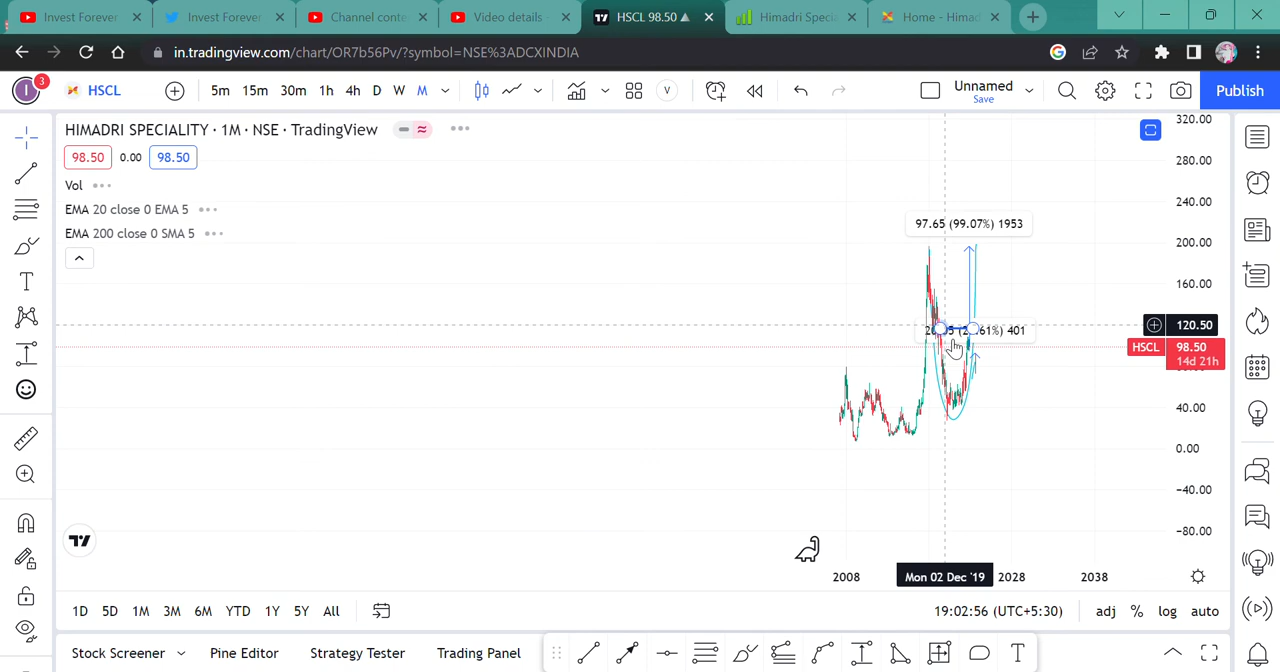 Invest Forever
Invest Forever
Channel conte
Video details -
HSCL 98.50
Himadri Speci
Home - Himad
in.tradingview.com/chart/OR7b56Pv/?symbol=NSE%3ADCXINDIA
3
I
HSCL
5m 15m 30m 1h 4h D W M
V
Unnamed
Save
Publish
HIMADRI SPECIALITY · 1M · NSE · TradingView
98.50 0.00 98.50
Vol
EMA 20 close 0 EMA 5
EMA 200 close 0 SMA 5
97.65 (99.07%) 1953
401
320.00
280.00
240.00
200.00
160.00
120.50
HSCL 98.50
14d 21h
40.00
0.00
−40.00
−80.00
2008
Mon 02 Dec '19
2028
2038
1D 5D 1M 3M 6M YTD 1Y 5Y All
19:02:56 (UTC+5:30)
adj % log auto
Stock Screener
Pine Editor
Strategy Tester
Trading Panel